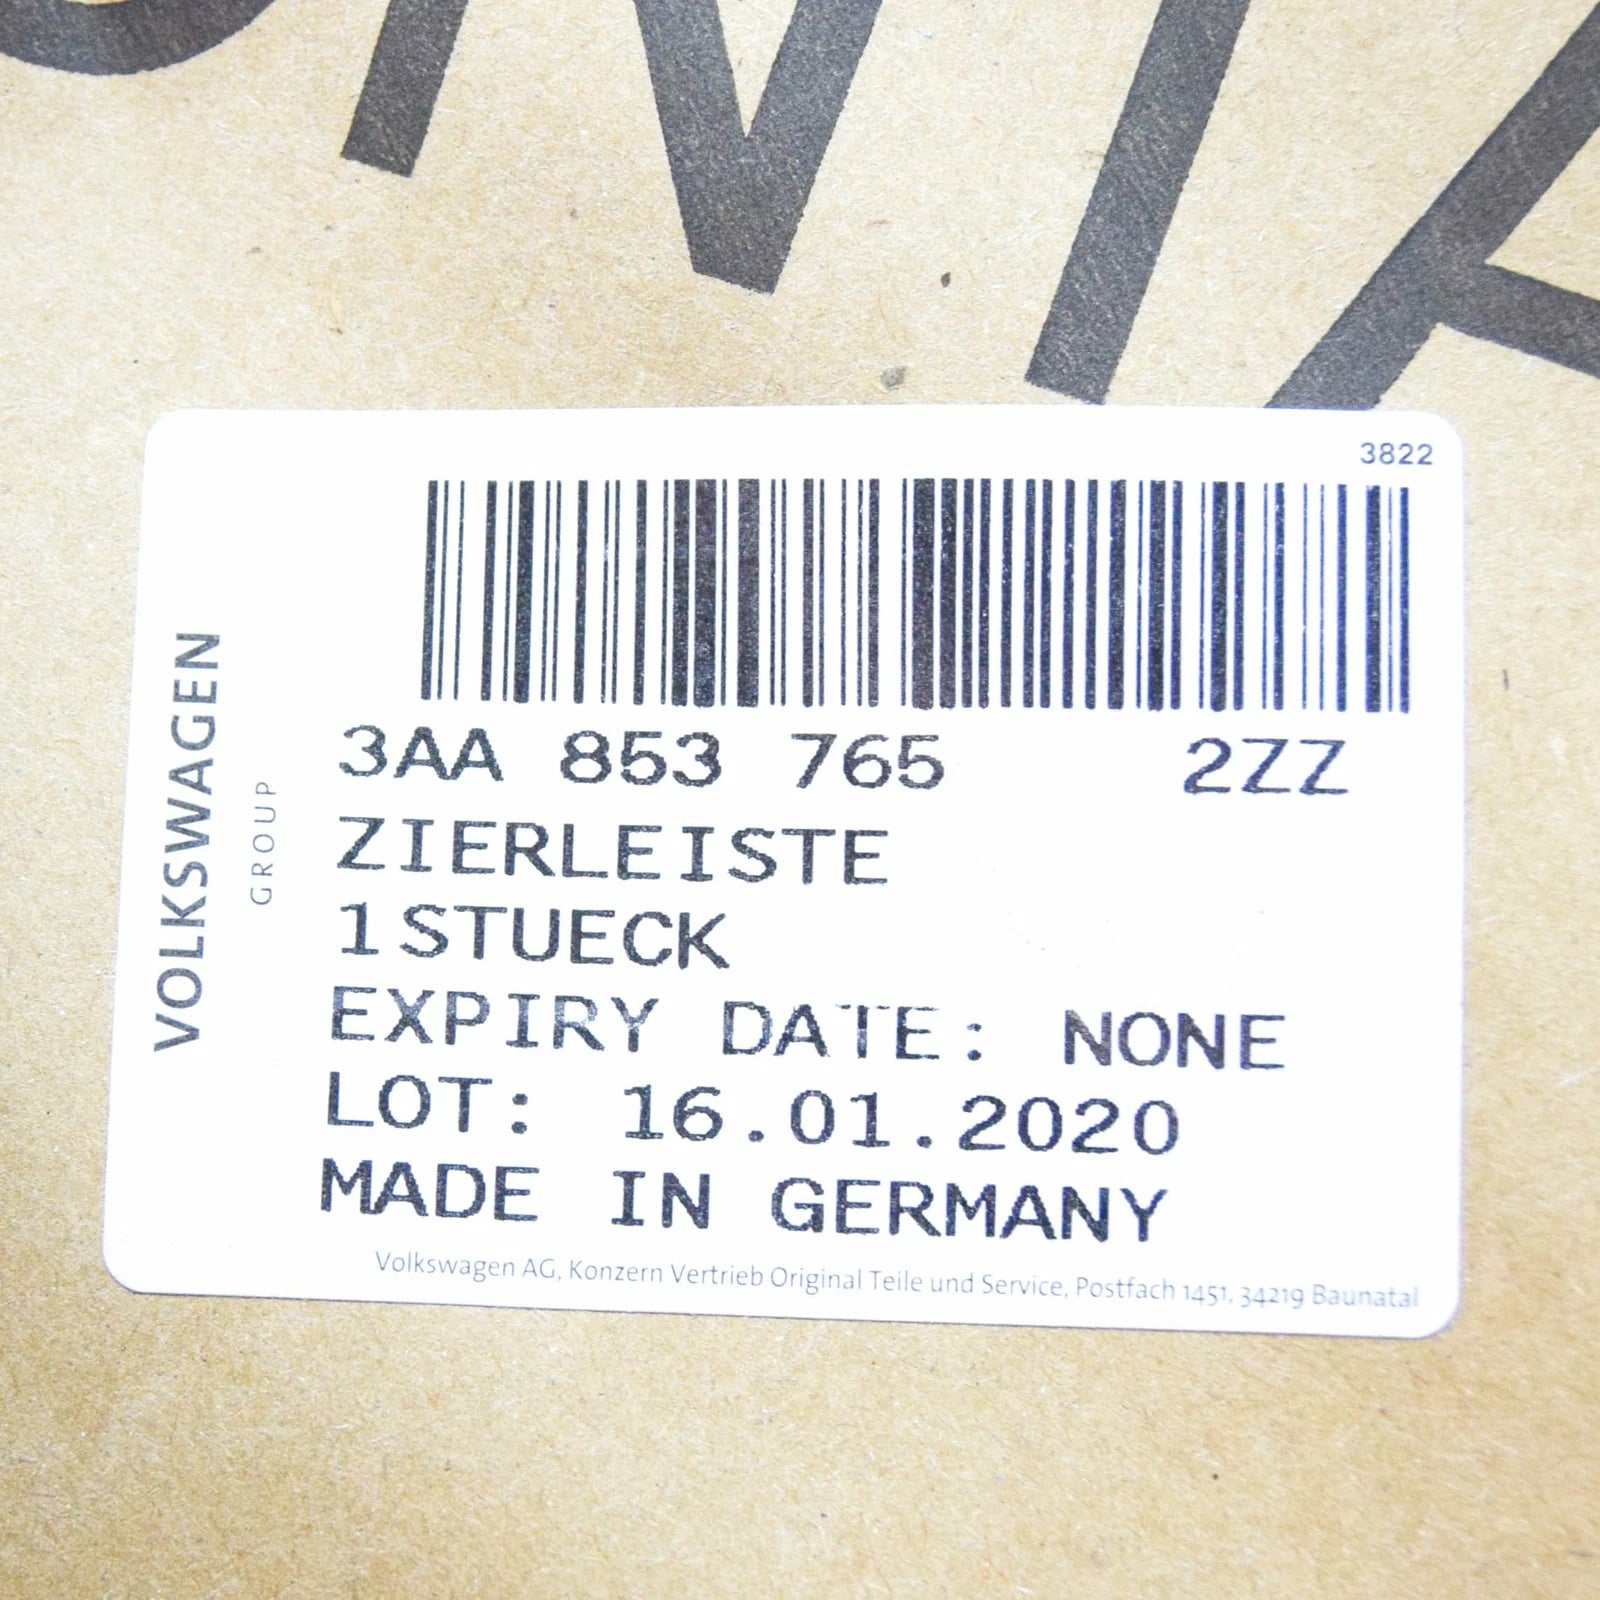 3822
3AA 853 765 2ZZ
ZIERLEISTE
1STUECK
EXPIRY DATE: NONE
LOT: 16.01.2020
MADE IN GERMANY
Volkswagen AG, Konzern Vertrieb Original Teile und Service, Postfach 1451, 34219 Baunatal
VOLKSWAGEN
GROUP